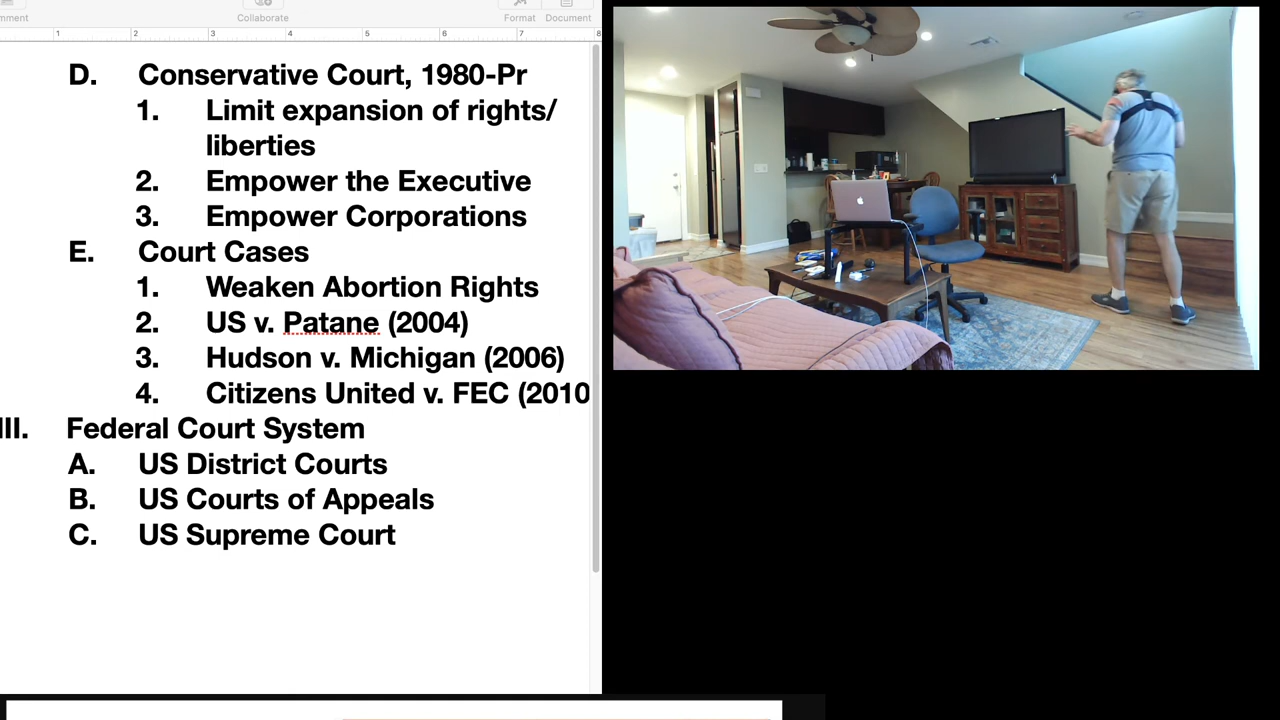 mment
Collaborate
Format
Document
1 2 3 4 5 6 7 8
D. Conservative Court, 1980-Pr
1. Limit expansion of rights/
liberties
2. Empower the Executive
3. Empower Corporations
E. Court Cases
1. Weaken Abortion Rights
2. US v. Patane (2004)
3. Hudson v. Michigan (2006)
4. Citizens United v. FEC (2010
III. Federal Court System
A. US District Courts
B. US Courts of Appeals
C. US Supreme Court